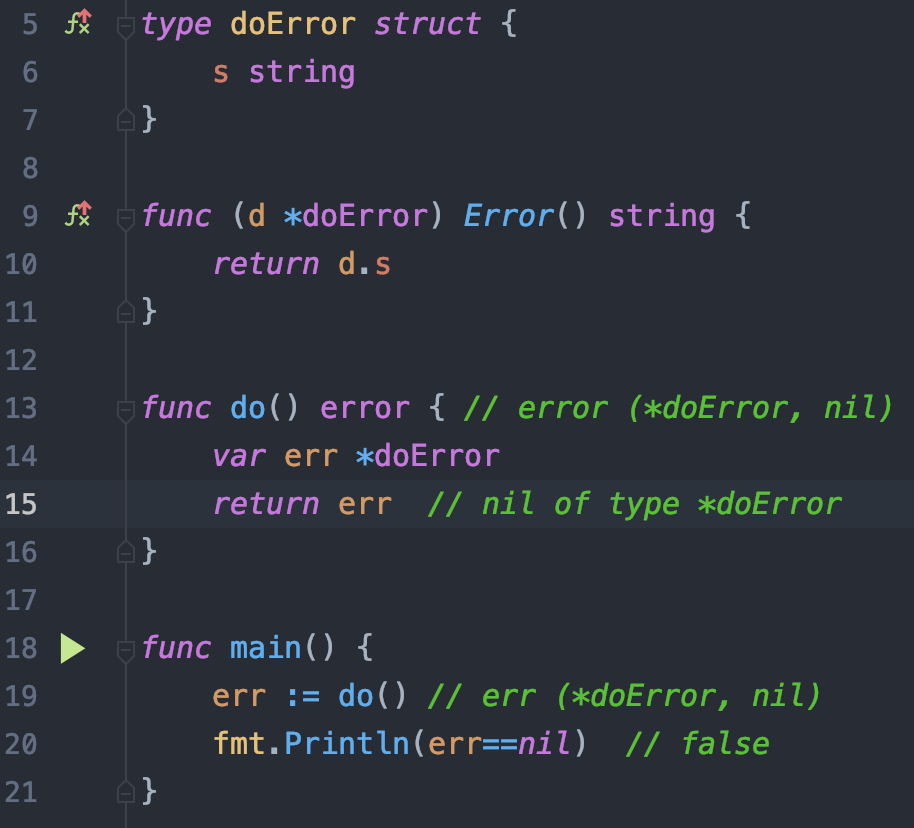 5 type doError struct {
6     s string
7 }
8
9 func (d *doError) Error() string {
10     return d.s
11 }
12
13 func do() error { // error (*doError, nil)
14     var err *doError
15     return err  // nil of type *doError
16 }
17
18 func main() {
19     err := do() // err (*doError, nil)
20     fmt.Println(err==nil)  // false
21 }